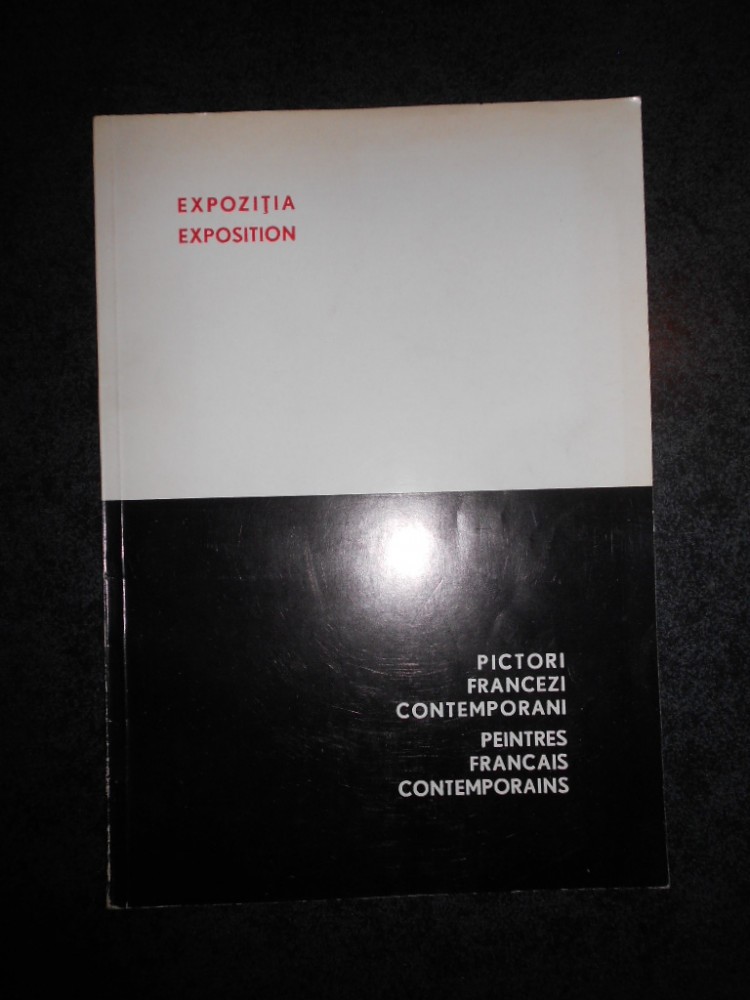 EXPOZIŢIA
EXPOSITION
PICTORI
FRANCEZI
CONTEMPORANI
PEINTRES
FRANCAIS
CONTEMPORAINS